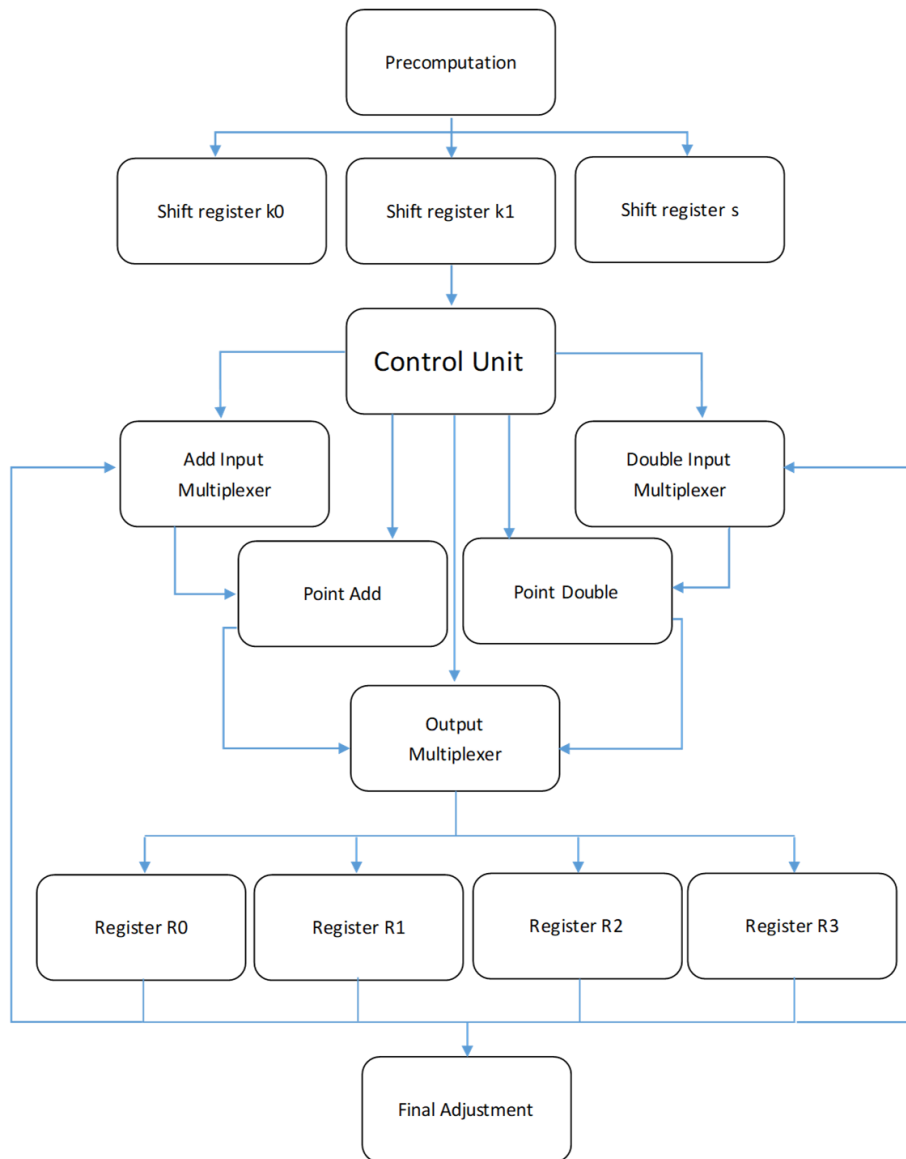 Precomputation
Shift register k0
Shift register k1
Shift register s
Control Unit
Add Input
Multiplexer
Double Input
Multiplexer
Point Add
Point Double
Output
Multiplexer
Register R0
Register R1
Register R2
Register R3
Final Adjustment